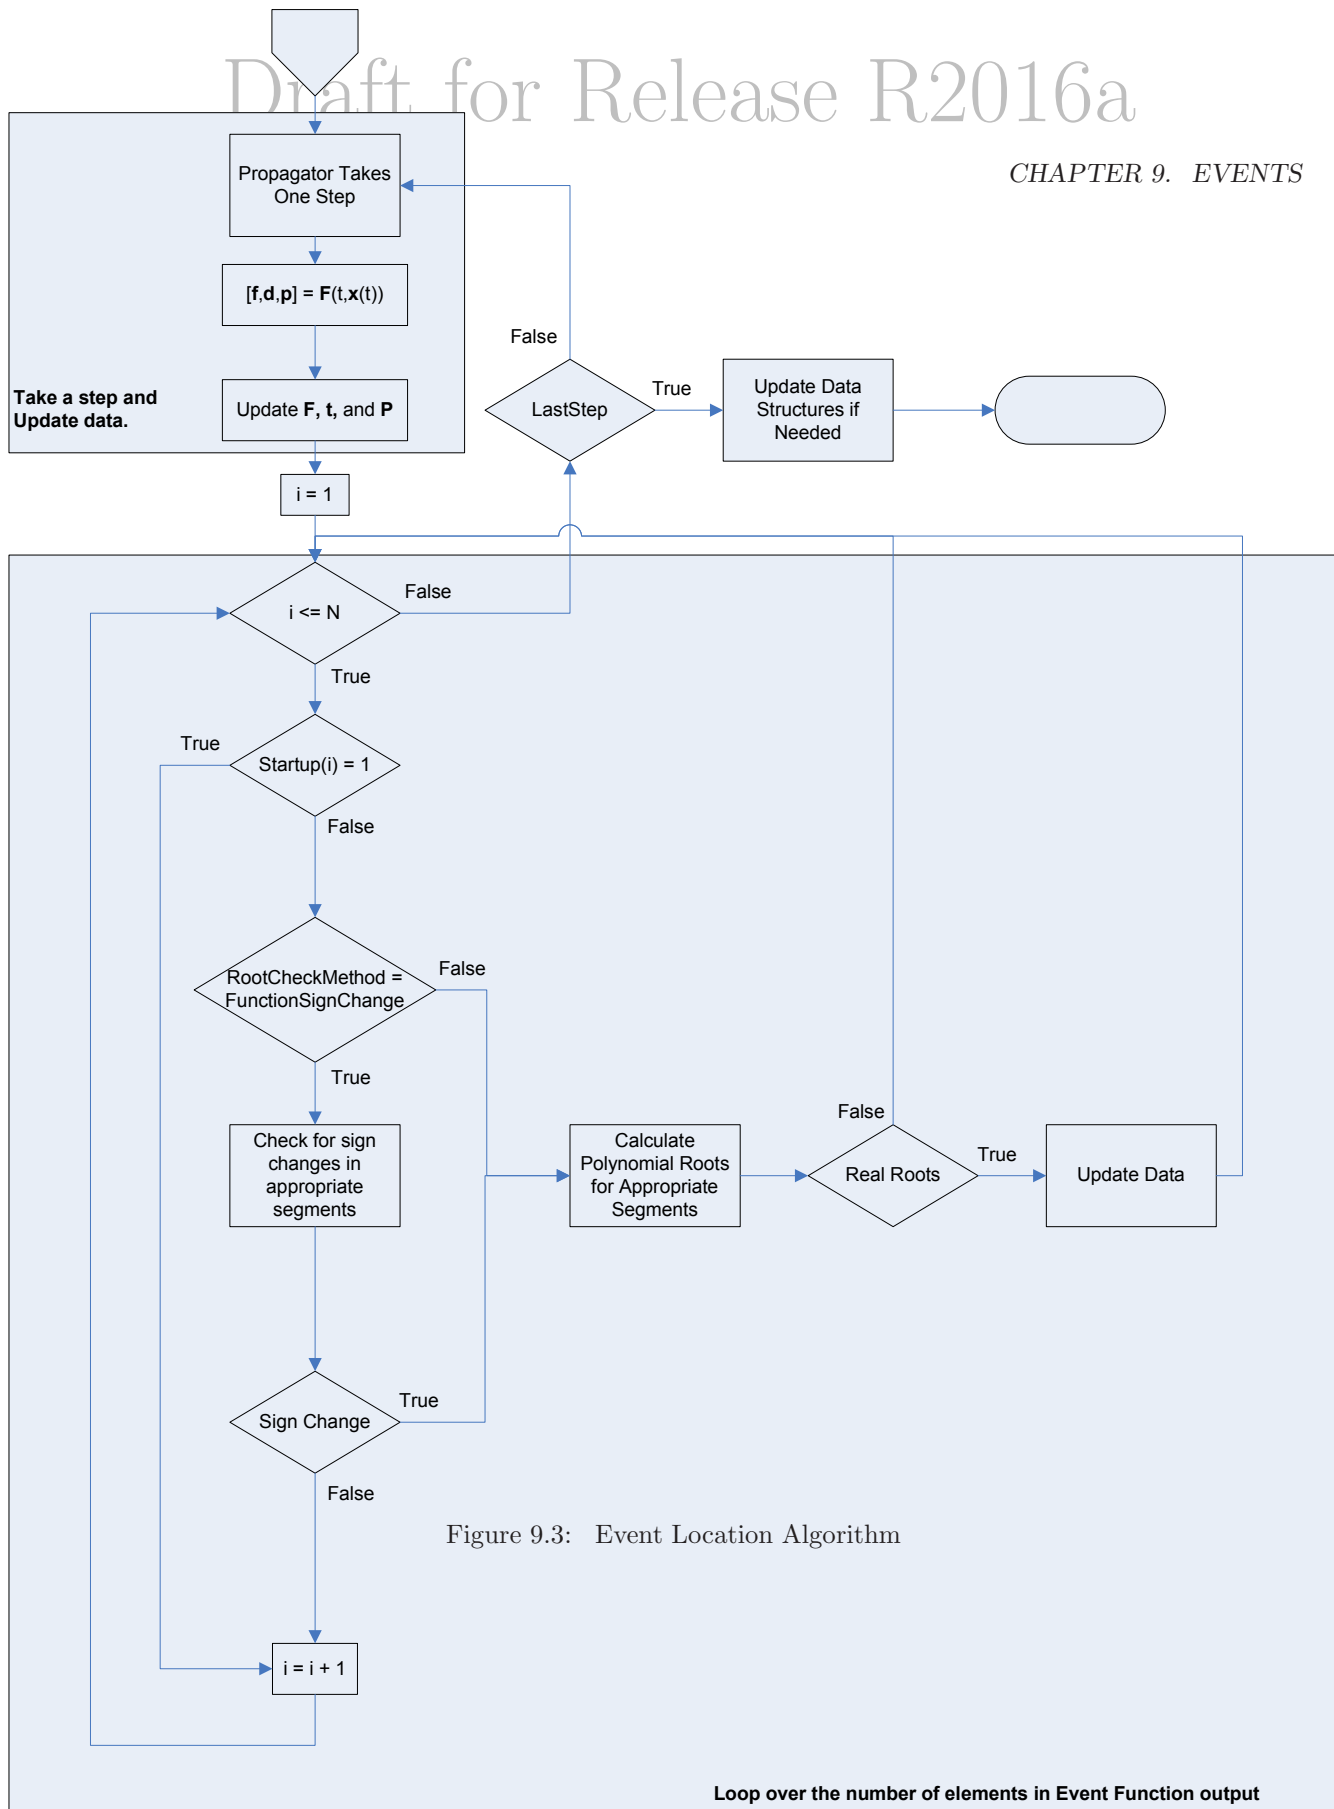 Draft for Release R2016a
CHAPTER 9. EVENTS
Propagator Takes
One Step
[f,d,p] = F(t,x(t))
Update F, t, and P
Take a step and
Update data.
i = 1
False
LastStep
True
Update Data
Structures if
Needed
i <= N
False
True
True
Startup(i) = 1
False
RootCheckMethod =
FunctionSignChange
False
True
Check for sign
changes in
appropriate
segments
Calculate
Polynomial Roots
for Appropriate
Segments
False
Real Roots
True
Update Data
Sign Change
True
False
Figure 9.3: Event Location Algorithm
i = i + 1
Loop over the number of elements in Event Function output